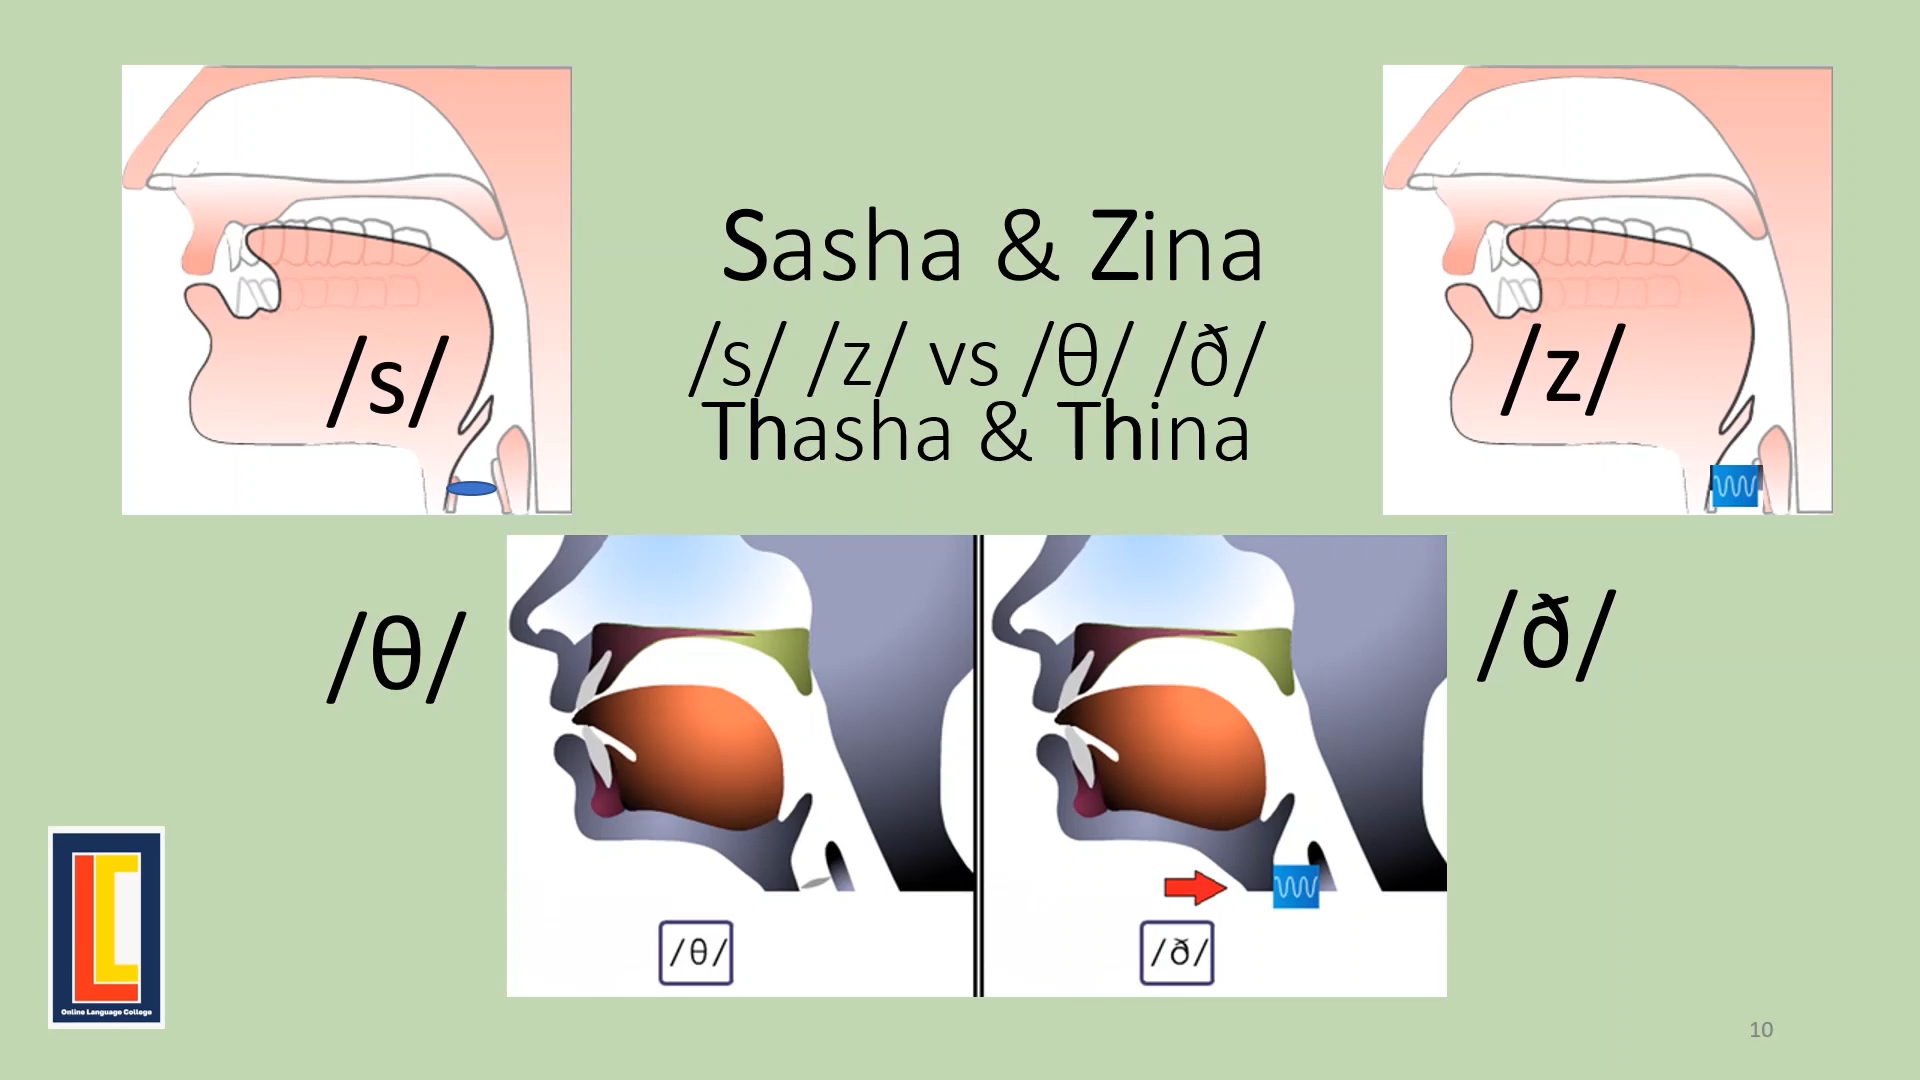 Sasha & Zina
/s/ /z/ vs /θ/ /ð/
Thasha & Thina
/s/
/z/
/θ/
/ð/
/θ/
/ð/
Online Language College
10